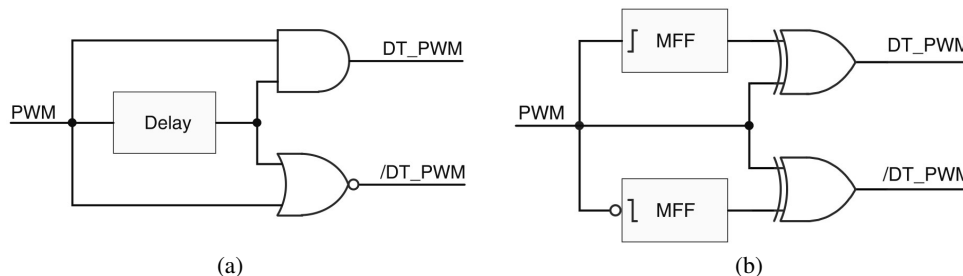 DT_PWM
PWM
Delay
/DT_PWM
(a)
MFF
DT_PWM
PWM
MFF
/DT_PWM
(b)